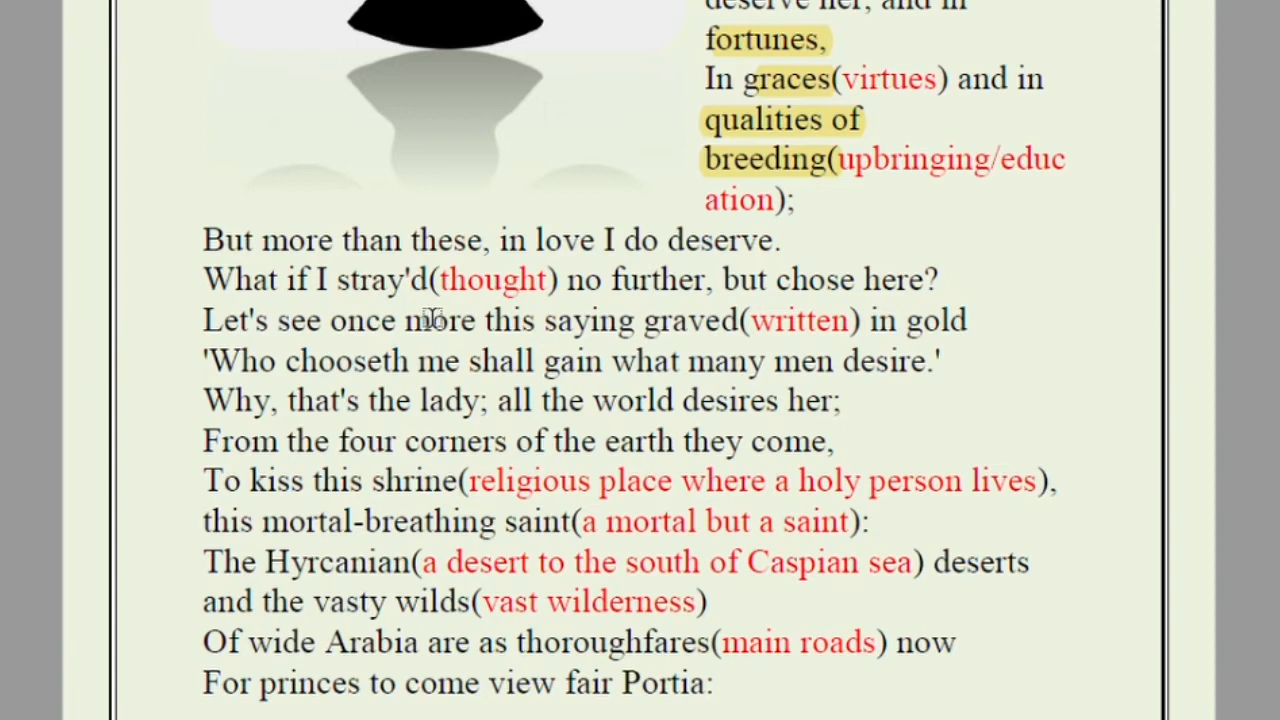 deserve her, and in
fortunes,
In graces(virtues) and in
qualities of
breeding(upbringing/educ
ation);
But more than these, in love I do deserve.
What if I stray'd(thought) no further, but chose here?
Let's see once more this saying graved(written) in gold
'Who chooseth me shall gain what many men desire.'
Why, that's the lady; all the world desires her;
From the four corners of the earth they come,
To kiss this shrine(religious place where a holy person lives),
this mortal-breathing saint(a mortal but a saint):
The Hyrcanian(a desert to the south of Caspian sea) deserts
and the vasty wilds(vast wilderness)
Of wide Arabia are as thoroughfares(main roads) now
For princes to come view fair Portia: